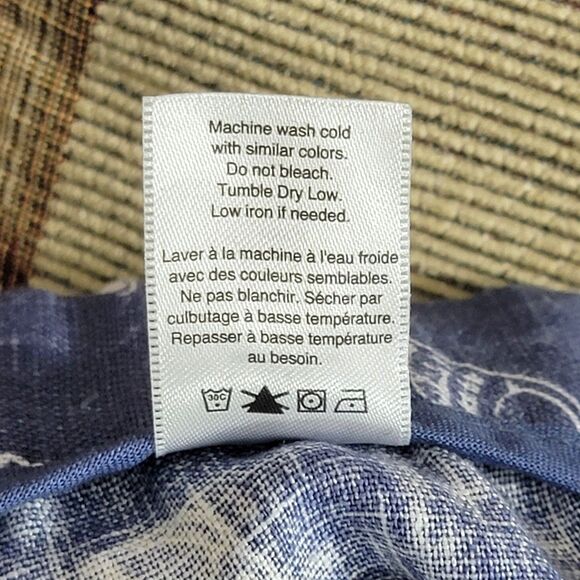 Machine wash cold
with similar colors.
Do not bleach.
Tumble Dry Low.
Low iron if needed.
Laver à la machine à l'eau froide
avec des couleurs semblables.
Ne pas blanchir. Sécher par
culbutage à basse température.
Repasser à basse température
au besoin.
30C